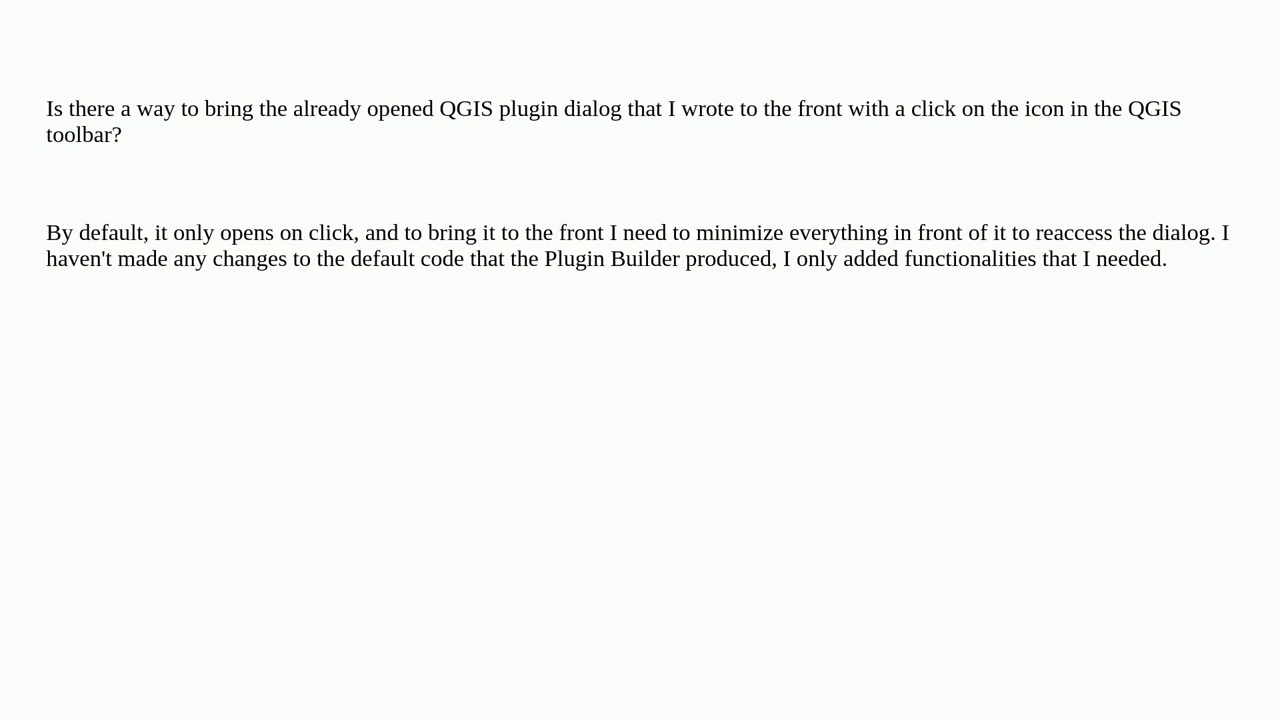 Is there a way to bring the already opened QGIS plugin dialog that I wrote to the front with a click on the icon in the QGIS
toolbar?
By default, it only opens on click, and to bring it to the front I need to minimize everything in front of it to reaccess the dialog. I
haven't made any changes to the default code that the Plugin Builder produced, I only added functionalities that I needed.